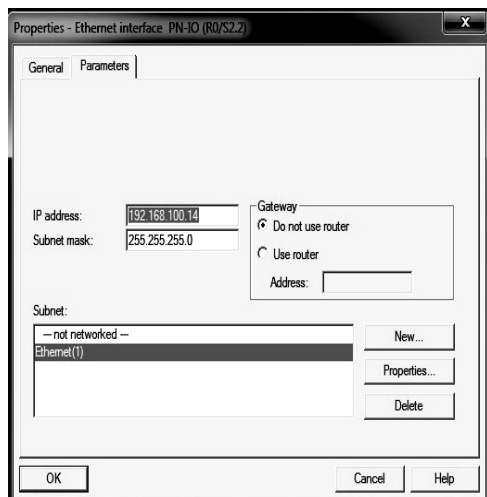 Properties - Ethernet interface PN-IO (R0/S2.2)
X
General Parameters
IP address: 192.168.100.14
Subnet mask: 255.255.255.0
Gateway
Do not use router
Use router
Address:
Subnet:
--- not networked ---
Ethernet(1)
New...
Properties...
Delete
OK Cancel Help